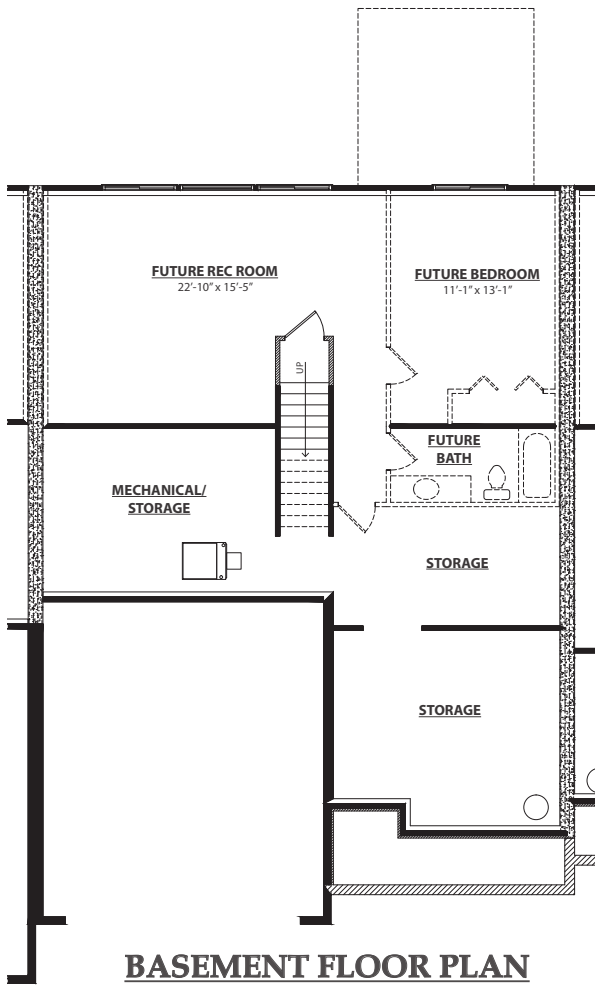 FUTURE REC ROOM
22'-10" x 15'-5"
FUTURE BEDROOM
11'-1" x 13'-1"
UP
FUTURE
BATH
MECHANICAL/
STORAGE
STORAGE
STORAGE
BASEMENT FLOOR PLAN